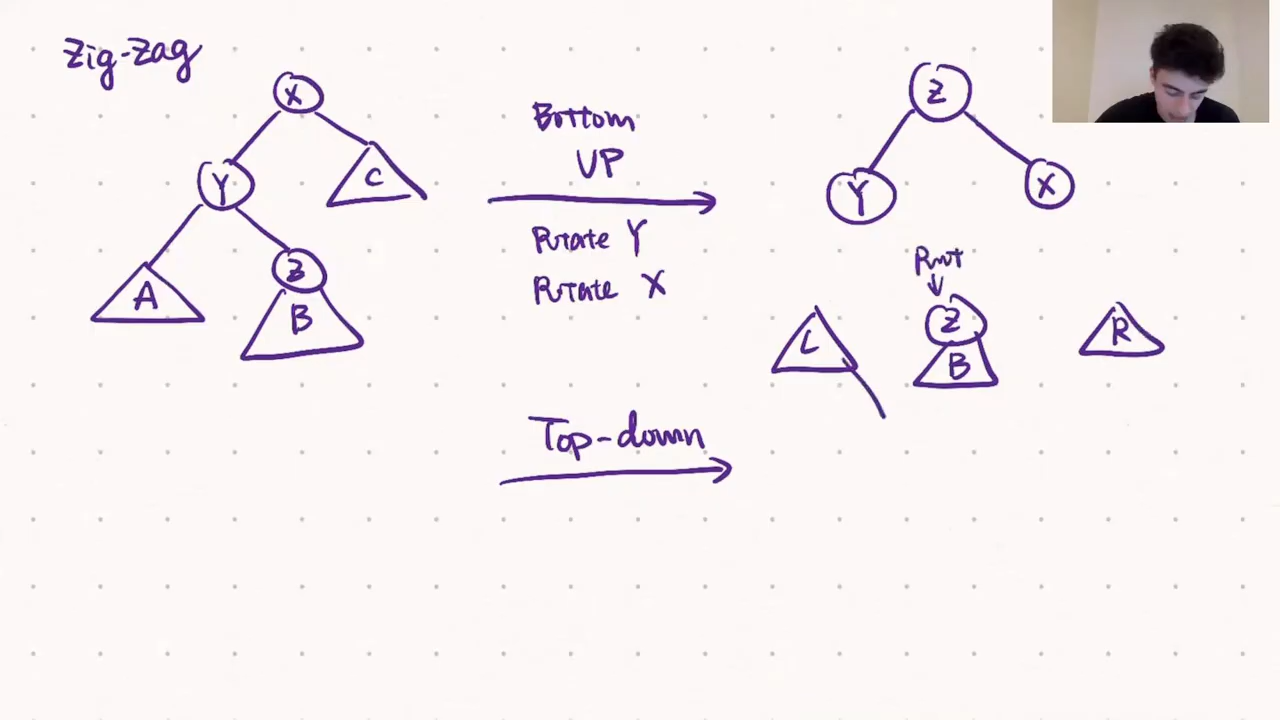 Zig-Zag
X
Y
C
A
Z
B
Bottom
UP
Rotate Y
Rotate X
Z
Y
X
Root
L
Z
B
R
Top-down